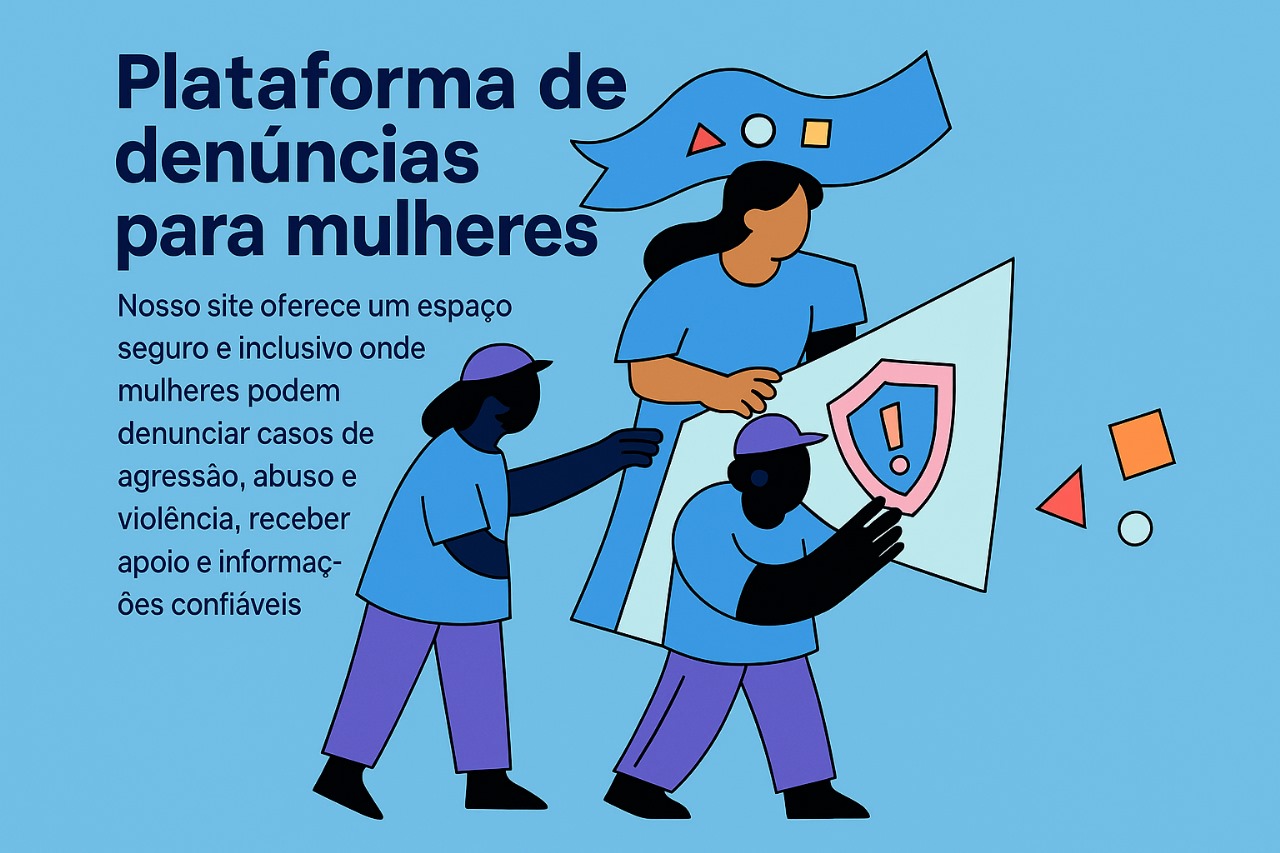 Plataforma de
denúncias
para mulheres
Nosso site oferece um espaço
seguro e inclusivo onde
mulheres podem
denunciar casos de
agressâo, abuso e
violência, receber
apoio e informaç-
ôes confiáveis